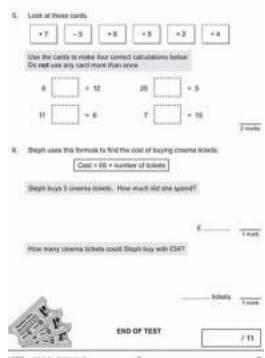 5. Look at these cards.
+ 7 − 5 + 8 ÷ 5 × 2 ÷ 4
Use the cards to make four correct calculations below.
Do not use any card more than once.
= 12 20 = 5
11 = 6 7 = 15
2 marks
6. Steph uses this formula to find the cost of buying cinema tickets.
Cost = £6 × number of tickets
Steph buys 5 cinema tickets. How much did she spend?
£
1 mark
How many cinema tickets could Steph buy with £54?
tickets
1 mark
END OF TEST
/ 11